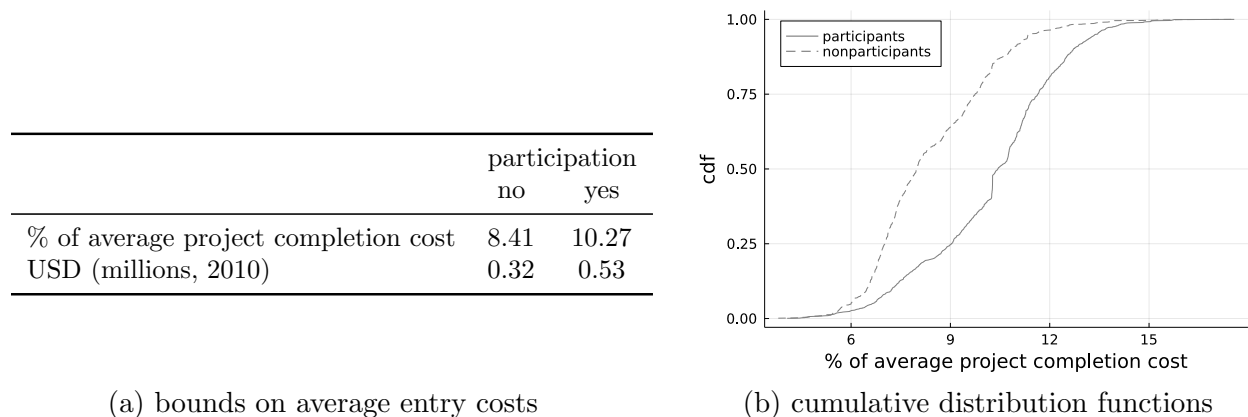 participation
no yes
% of average project completion cost 8.41 10.27
USD (millions, 2010) 0.32 0.53
(a) bounds on average entry costs
1.00
0.75
0.50
0.25
0.00
cdf
participants
nonparticipants
6 9 12 15
% of average project completion cost
(b) cumulative distribution functions